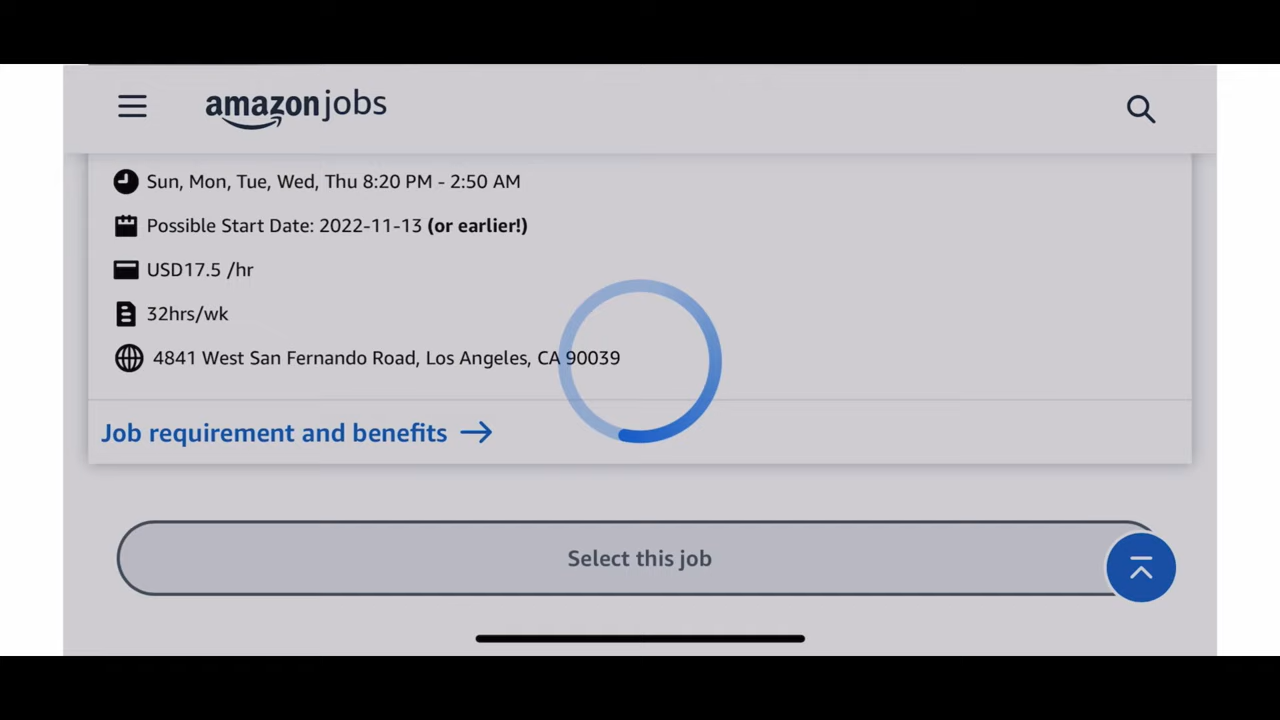 amazon jobs
Sun, Mon, Tue, Wed, Thu 8:20 PM - 2:50 AM
Possible Start Date: 2022-11-13 (or earlier!)
USD17.5 /hr
32hrs/wk
4841 West San Fernando Road, Los Angeles, CA 90039
Job requirement and benefits →
Select this job